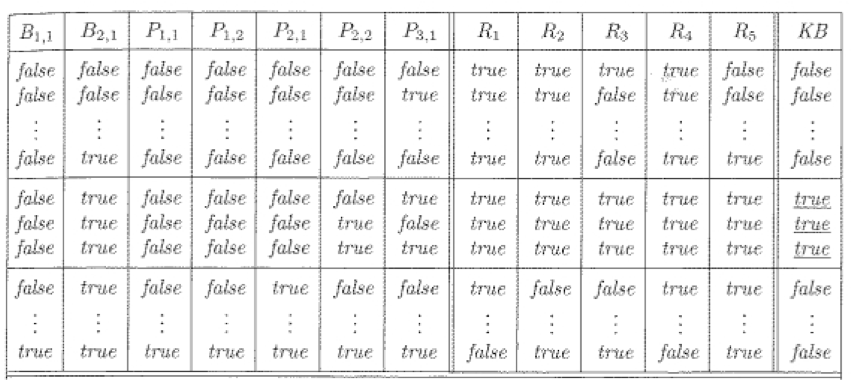 B1,1 B2,1 P1,1 P1,2 P2,1 P2,2 P3,1 R1 R2 R3 R4 R5 KB
false false false false false false false true true true true false false
false false false false false false true true true false true false false
⋮ ⋮ ⋮ ⋮ ⋮ ⋮ ⋮ ⋮ ⋮ ⋮ ⋮ ⋮ ⋮
false true false false false false false true true false true true false
false true false false false false true true true true true true true
false true false false false true false true true true true true true
false true false false false true true true true true true true true
false true false false true false false true false false true true false
⋮ ⋮ ⋮ ⋮ ⋮ ⋮ ⋮ ⋮ ⋮ ⋮ ⋮ ⋮ ⋮
true true true true true true true false true true false true false